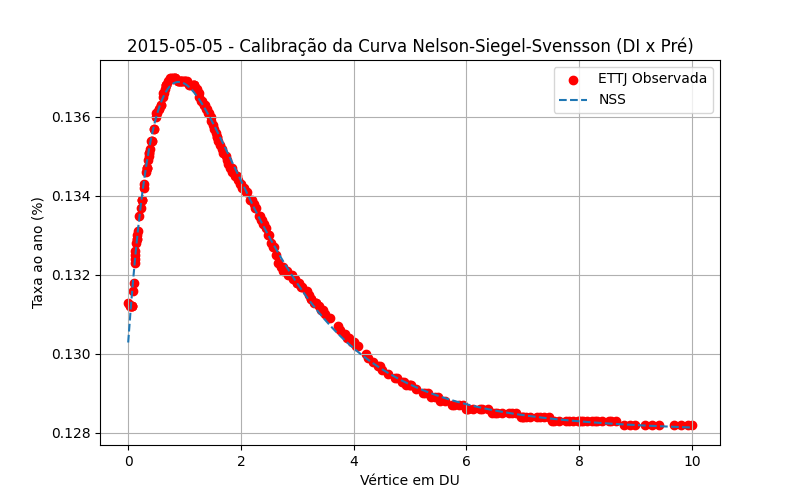 2015-05-05 - Calibração da Curva Nelson-Siegel-Svensson (DI x Pré)
ETTJ Observada
NSS
Taxa ao ano (%)
0.136
0.134
0.132
0.130
0.128
0 2 4 6 8 10
Vértice em DU